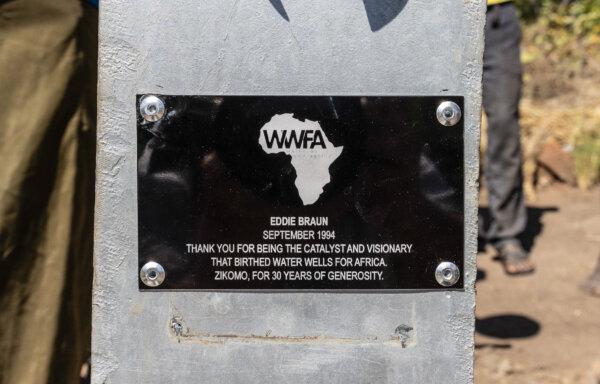 WWFA
EDDIE BRAUN
SEPTEMBER 1994
THANK YOU FOR BEING THE CATALYST AND VISIONARY
THAT BIRTHED WATER WELLS FOR AFRICA.
ZIKOMO, FOR 30 YEARS OF GENEROSITY.